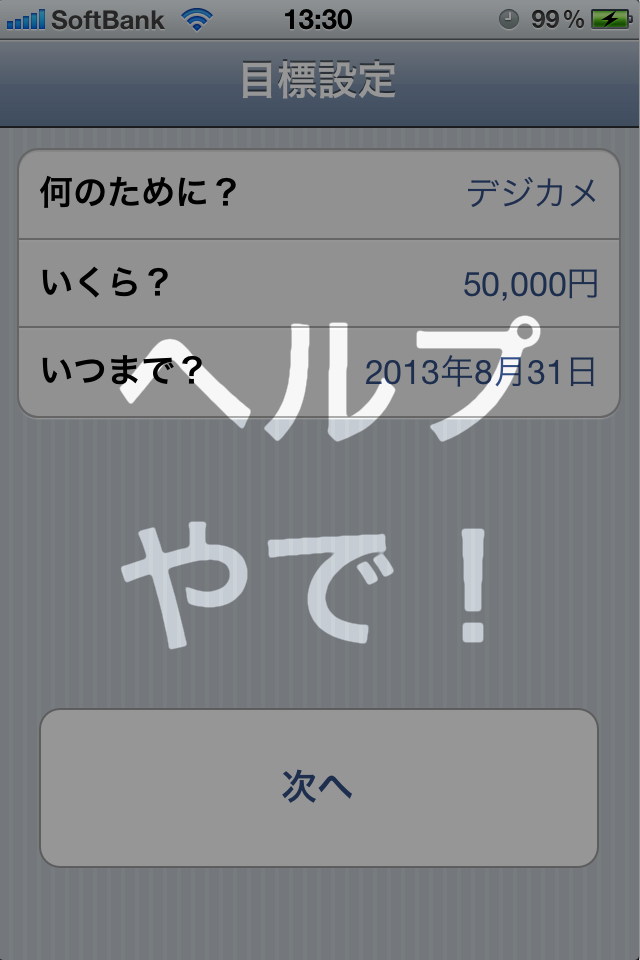 SoftBank 13:30 99%
目標設定
何のために？ デジカメ
いくら？ 50,000円
いつまで？ 2013年8月31日
ヘルプ
やで！
次へ